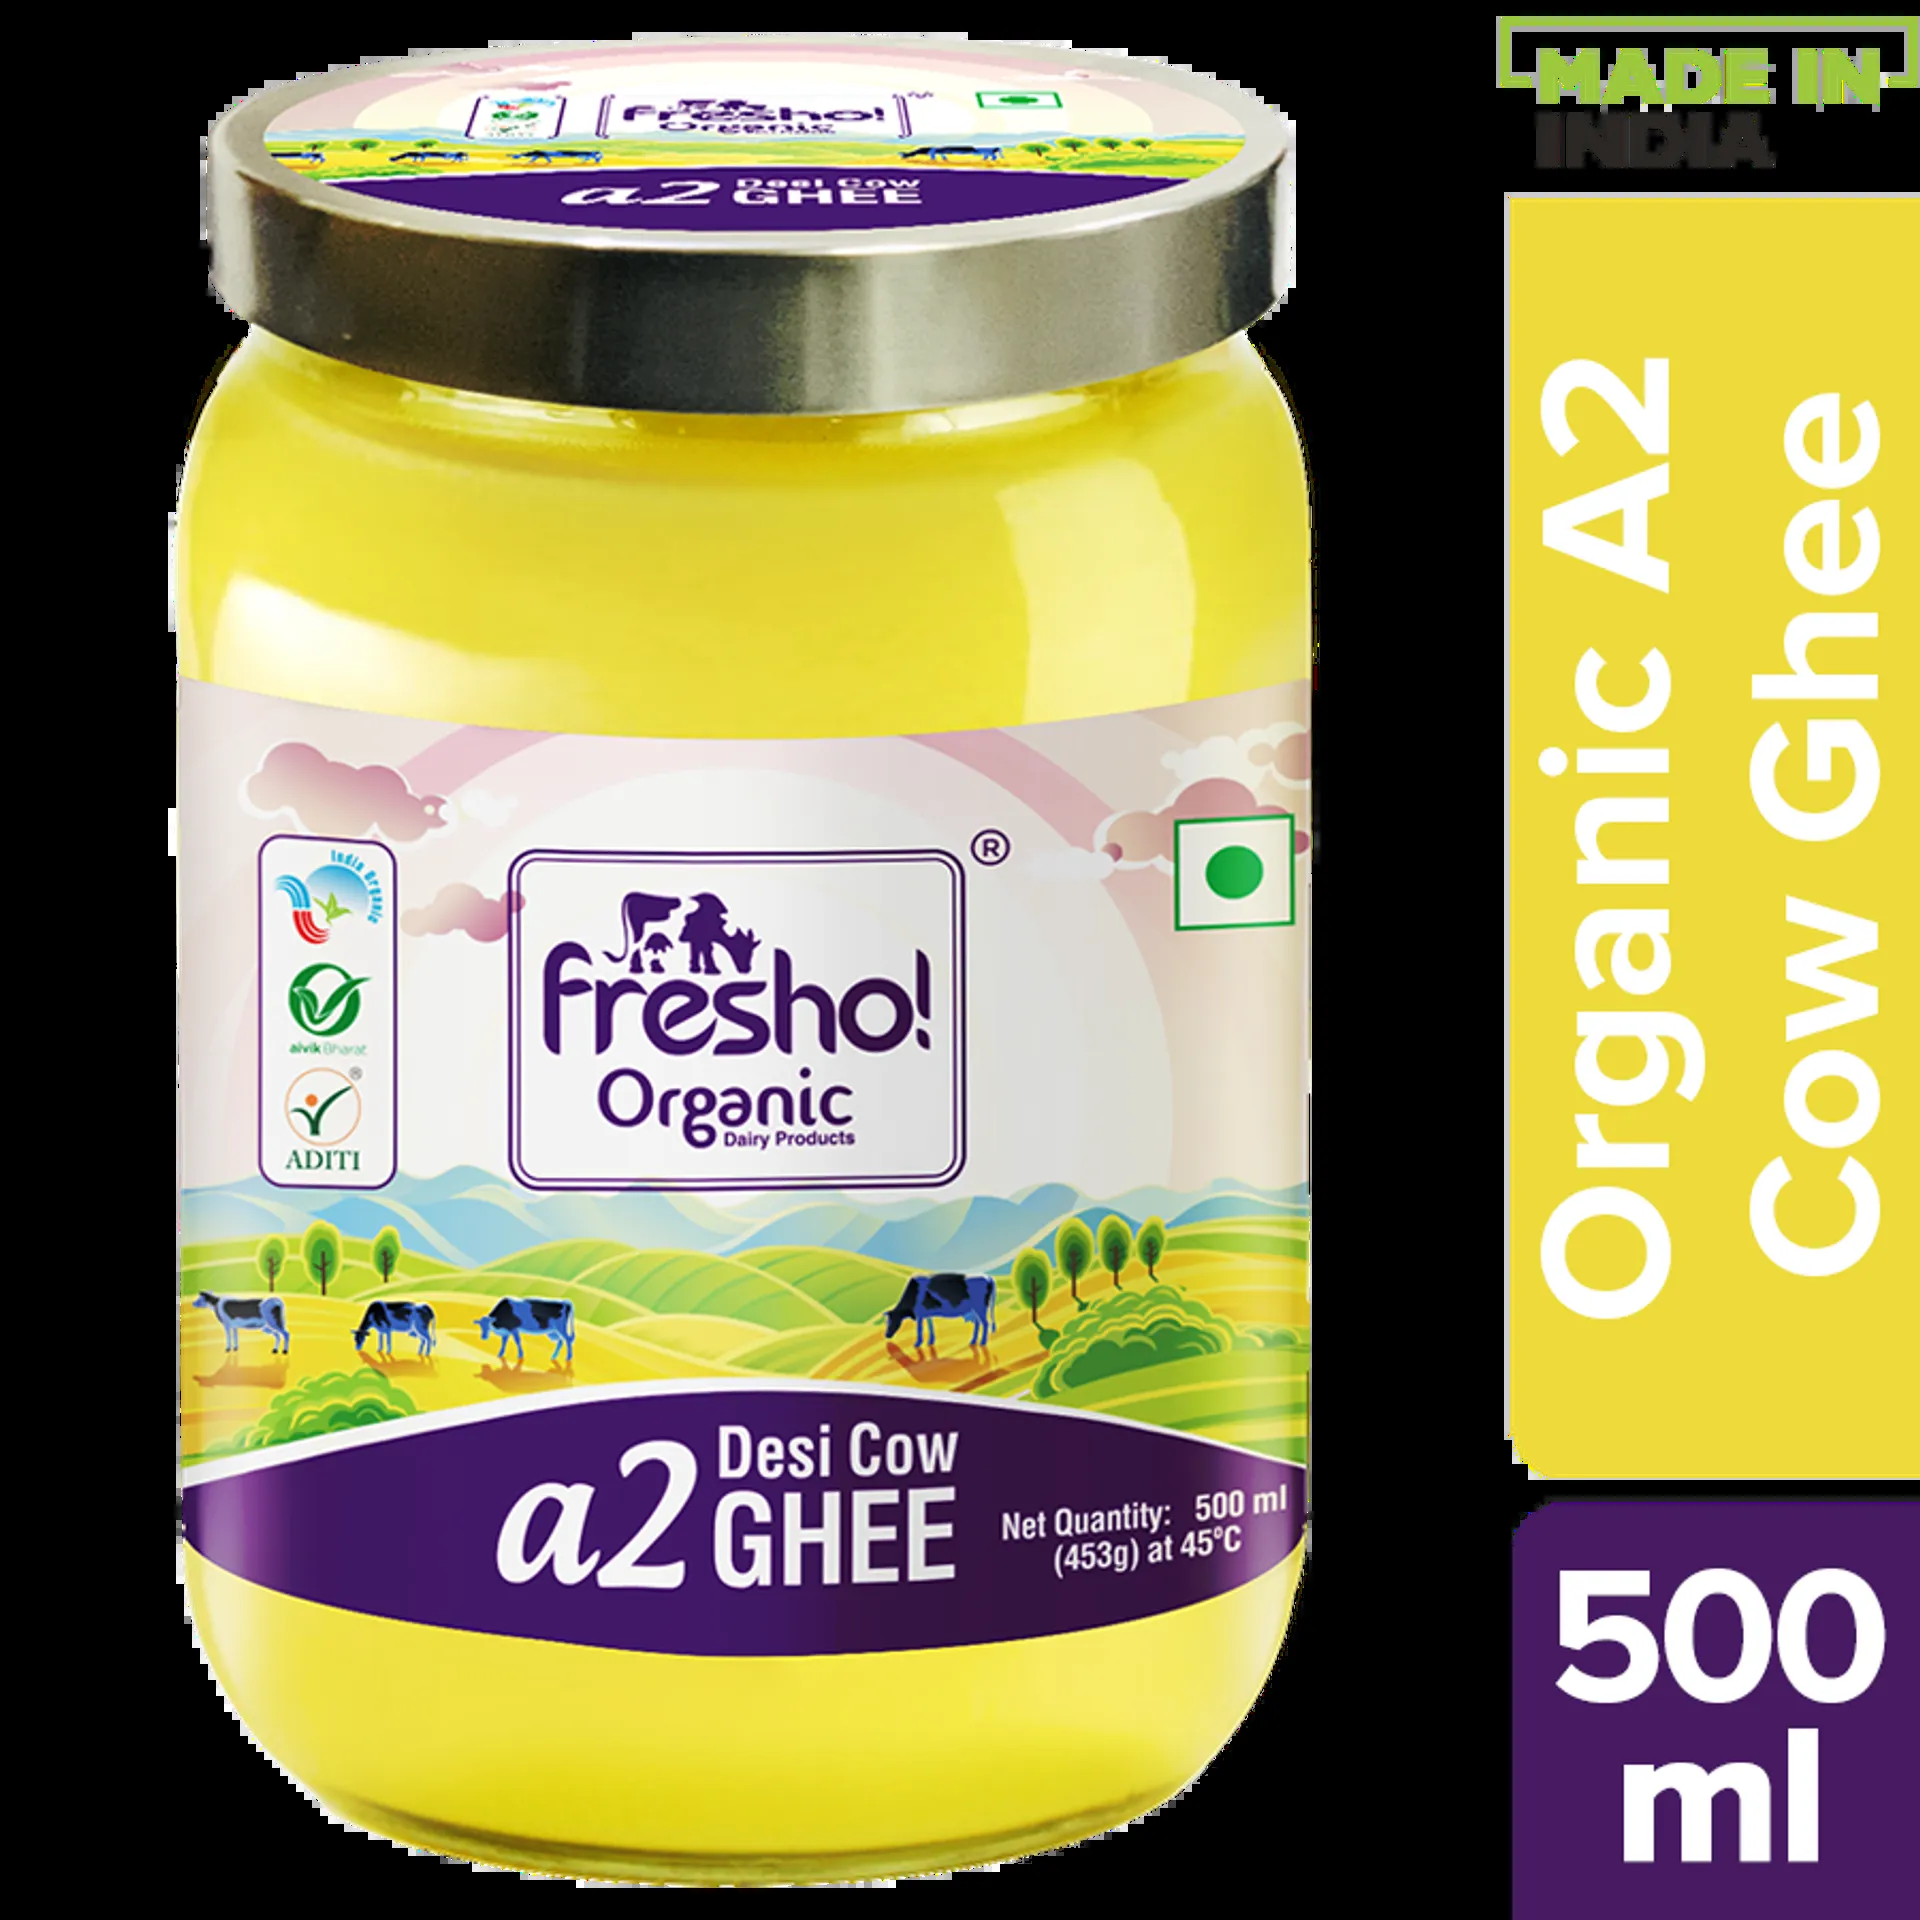 MADE IN
INDIA
fresho!
Organic
a2 Desi Cow
GHEE
India Organic
aivik Bharat
®
ADITI
®
fresho!
Organic
Dairy Products
a2 Desi Cow
GHEE
Net Quantity: 500 ml
(453g) at 45°C
Organic A2
Cow Ghee
500
ml